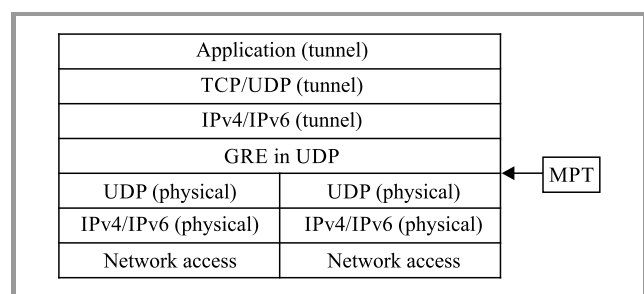 Application (tunnel)
TCP/UDP (tunnel)
IPv4/IPv6 (tunnel)
GRE in UDP
MPT
UDP (physical) UDP (physical)
IPv4/IPv6 (physical) IPv4/IPv6 (physical)
Network access Network access